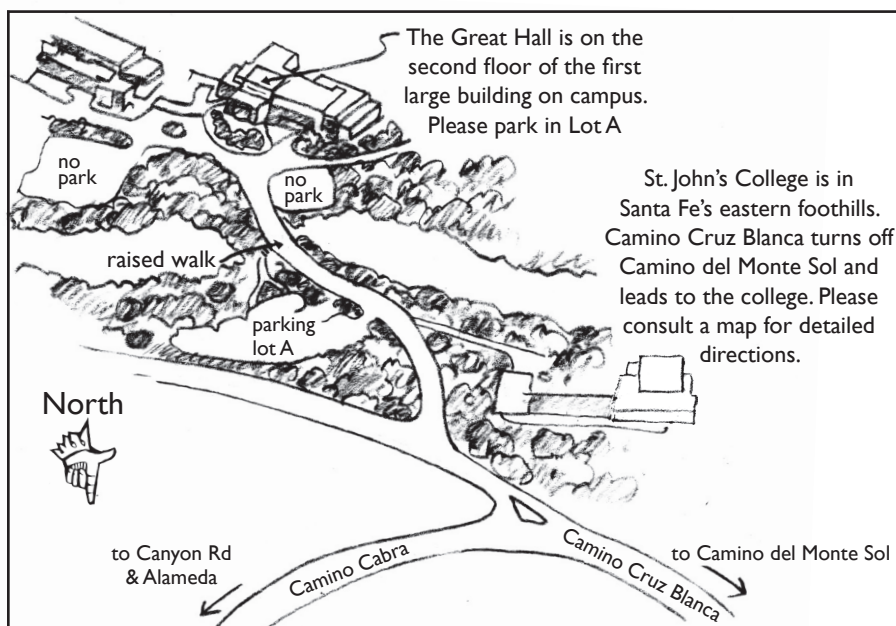 The Great Hall is on the
second floor of the first
large building on campus.
Please park in Lot A
no
park
no
park
St. John’s College is in
Santa Fe’s eastern foothills.
Camino Cruz Blanca turns off
Camino del Monte Sol and
leads to the college. Please
consult a map for detailed
directions.
raised walk
parking
lot A
North
to Canyon Rd
& Alameda
Camino Cabra
Camino Cruz Blanca
to Camino del Monte Sol